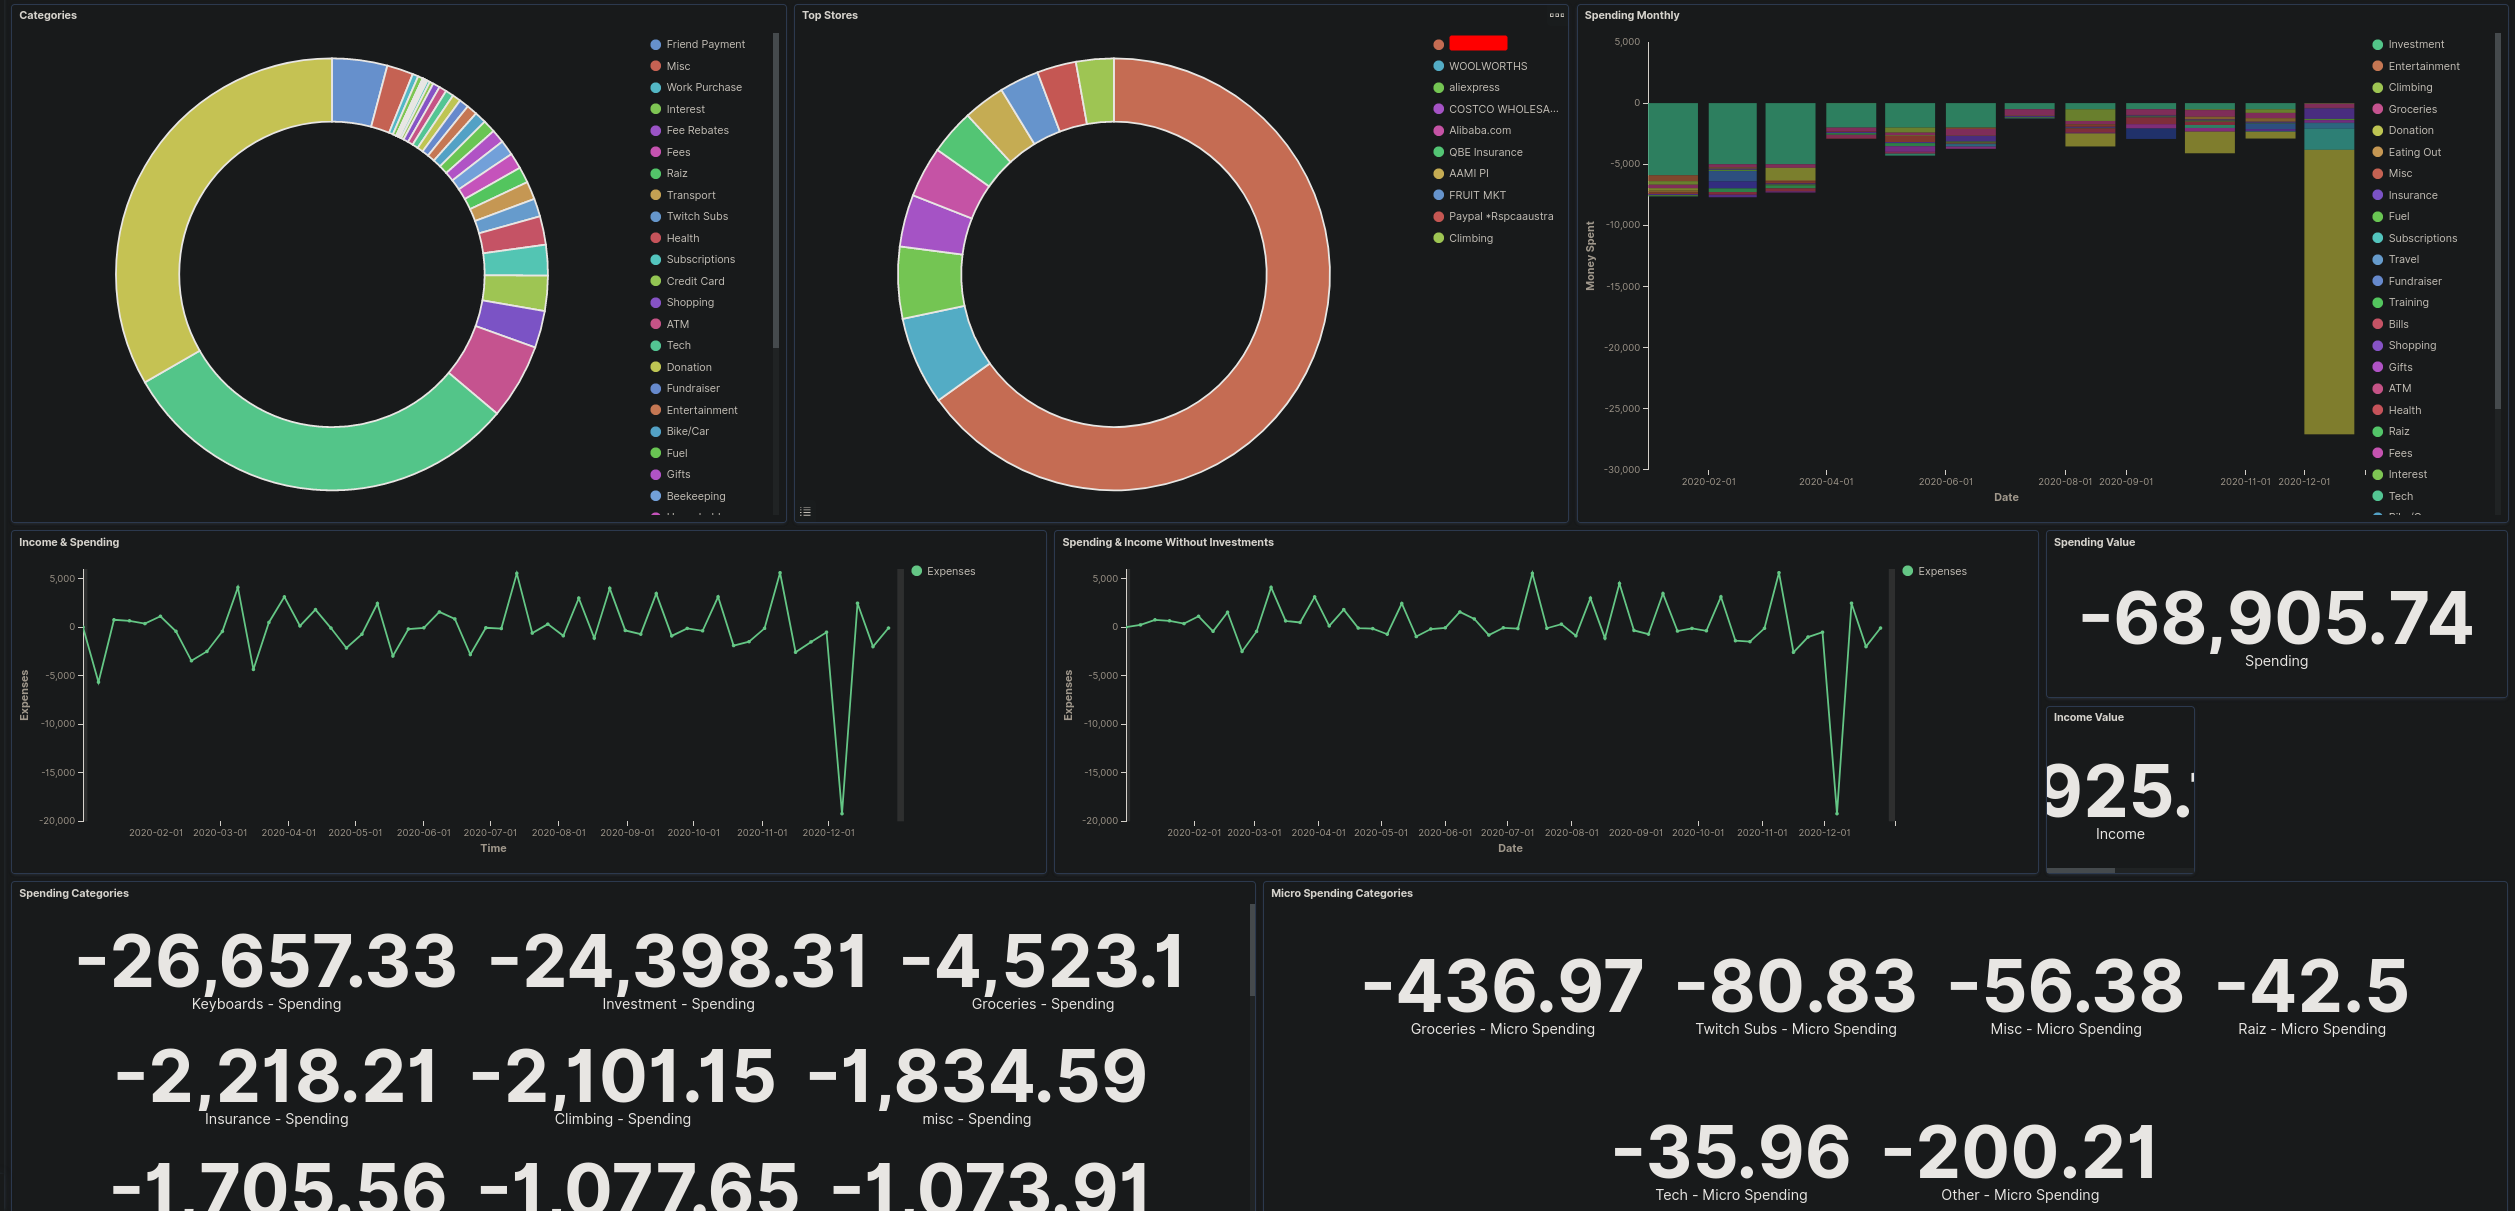 Categories
Friend Payment
Misc
Work Purchase
Interest
Fee Rebates
Fees
Raiz
Transport
Twitch Subs
Health
Subscriptions
Credit Card
Shopping
ATM
Tech
Donation
Fundraiser
Entertainment
Bike/Car
Fuel
Gifts
Beekeeping
Top Stores
WOOLWORTHS
aliexpress
COSTCO WHOLESA...
Alibaba.com
QBE Insurance
AAMI PI
FRUIT MKT
Paypal *Rspcaaustra
Climbing
Spending Monthly
Money Spent
5,000
0
-5,000
-10,000
-15,000
-20,000
-25,000
-30,000
2020-02-01 2020-04-01 2020-06-01 2020-08-01 2020-09-01 2020-11-01 2020-12-01
Date
Investment
Entertainment
Climbing
Groceries
Donation
Eating Out
Misc
Insurance
Fuel
Subscriptions
Travel
Fundraiser
Training
Bills
Shopping
Gifts
ATM
Health
Raiz
Fees
Interest
Tech
Income & Spending
Expenses
5,000
0
-5,000
-10,000
-15,000
-20,000
2020-02-01 2020-03-01 2020-04-01 2020-05-01 2020-06-01 2020-07-01 2020-08-01 2020-09-01 2020-10-01 2020-11-01 2020-12-01
Time
Expenses
Spending & Income Without Investments
Expenses
5,000
0
-5,000
-10,000
-15,000
-20,000
2020-02-01 2020-03-01 2020-04-01 2020-05-01 2020-06-01 2020-07-01 2020-08-01 2020-09-01 2020-10-01 2020-11-01 2020-12-01
Date
Expenses
Spending Value
-68,905.74
Spending
Income Value
925.
Income
Spending Categories
-26,657.33 -24,398.31 -4,523.1
Keyboards - Spending Investment - Spending Groceries - Spending
-2,218.21 -2,101.15 -1,834.59
Insurance - Spending Climbing - Spending misc - Spending
-1,705.56 -1,077.65 -1,073.91
Micro Spending Categories
-436.97 -80.83 -56.38 -42.5
Groceries - Micro Spending Twitch Subs - Micro Spending Misc - Micro Spending Raiz - Micro Spending
-35.96 -200.21
Tech - Micro Spending Other - Micro Spending